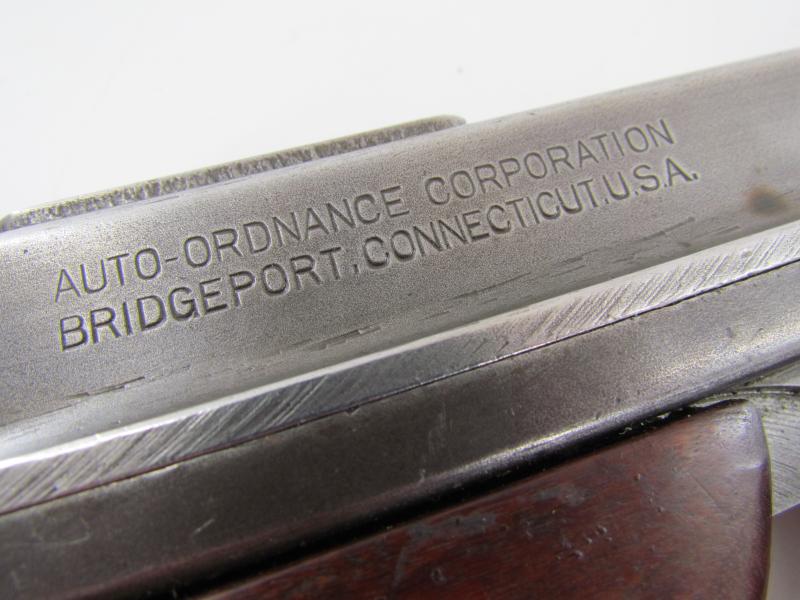 AUTO-ORDNANCE CORPORATION
BRIDGEPORT, CONNECTICUT.U.S.A.